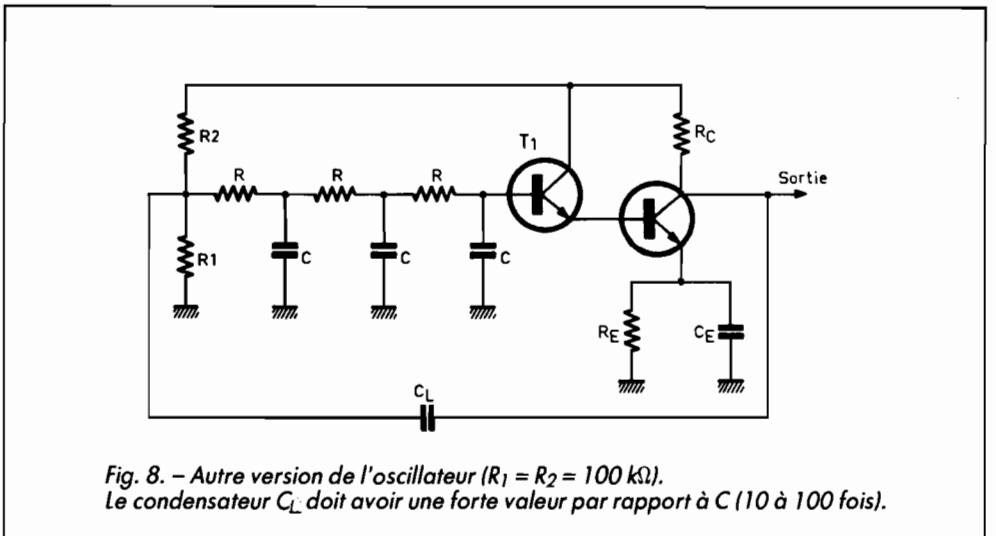 R2
T1
RC
R
R
R
Sortie
R1
C
C
C
RE
CE
CL
Fig. 8. – Autre version de l'oscillateur (R1 = R2 = 100 kΩ).
Le condensateur CL doit avoir une forte valeur par rapport à C (10 à 100 fois).